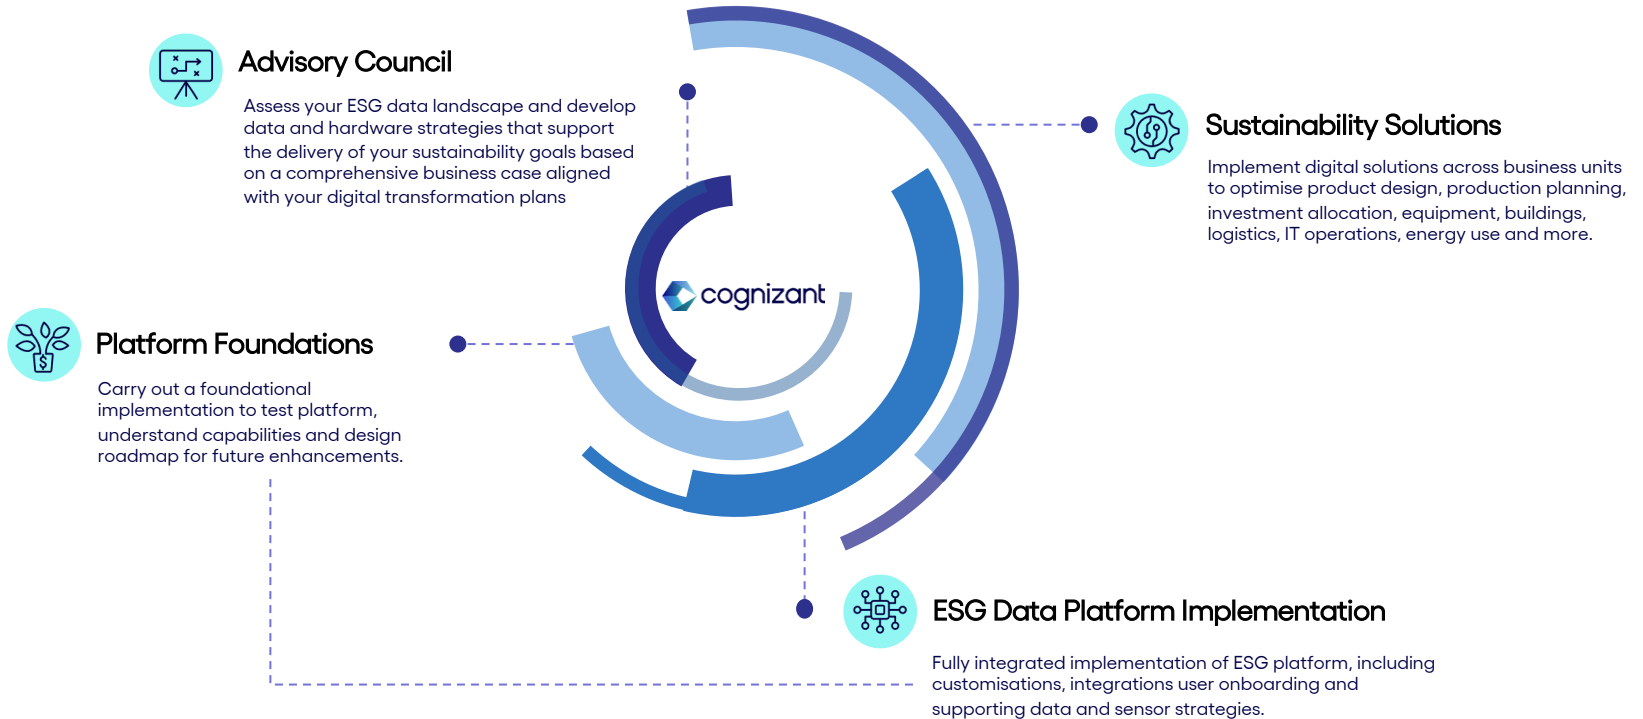 Advisory Council
Assess your ESG data landscape and develop
data and hardware strategies that support
the delivery of your sustainability goals based
on a comprehensive business case aligned
with your digital transformation plans
Sustainability Solutions
Implement digital solutions across business units
to optimise product design, production planning,
investment allocation, equipment, buildings,
logistics, IT operations, energy use and more.
cognizant
Platform Foundations
Carry out a foundational
implementation to test platform,
understand capabilities and design
roadmap for future enhancements.
$
ESG Data Platform Implementation
Fully integrated implementation of ESG platform, including
customisations, integrations user onboarding and
supporting data and sensor strategies.